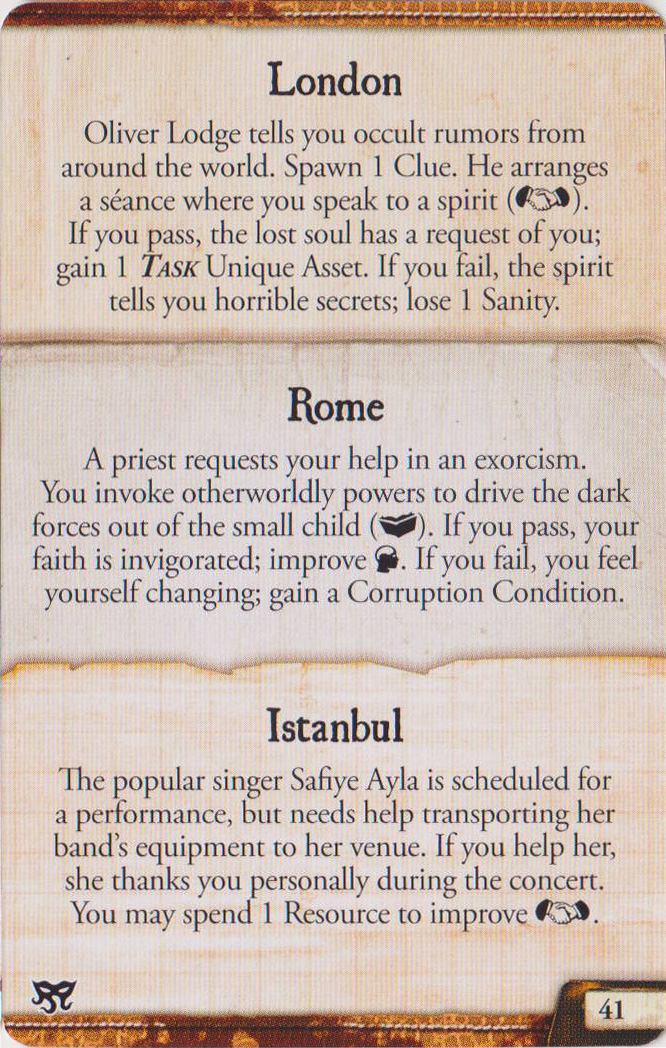 London
Oliver Lodge tells you occult rumors from
around the world. Spawn 1 Clue. He arranges
a séance where you speak to a spirit ( ).
If you pass, the lost soul has a request of you;
gain 1 TASK Unique Asset. If you fail, the spirit
tells you horrible secrets; lose 1 Sanity.
Rome
A priest requests your help in an exorcism.
You invoke otherworldly powers to drive the dark
forces out of the small child ( ). If you pass, your
faith is invigorated; improve . If you fail, you feel
yourself changing; gain a Corruption Condition.
Istanbul
The popular singer Safiye Ayla is scheduled for
a performance, but needs help transporting her
band's equipment to her venue. If you help her,
she thanks you personally during the concert.
You may spend 1 Resource to improve .
41